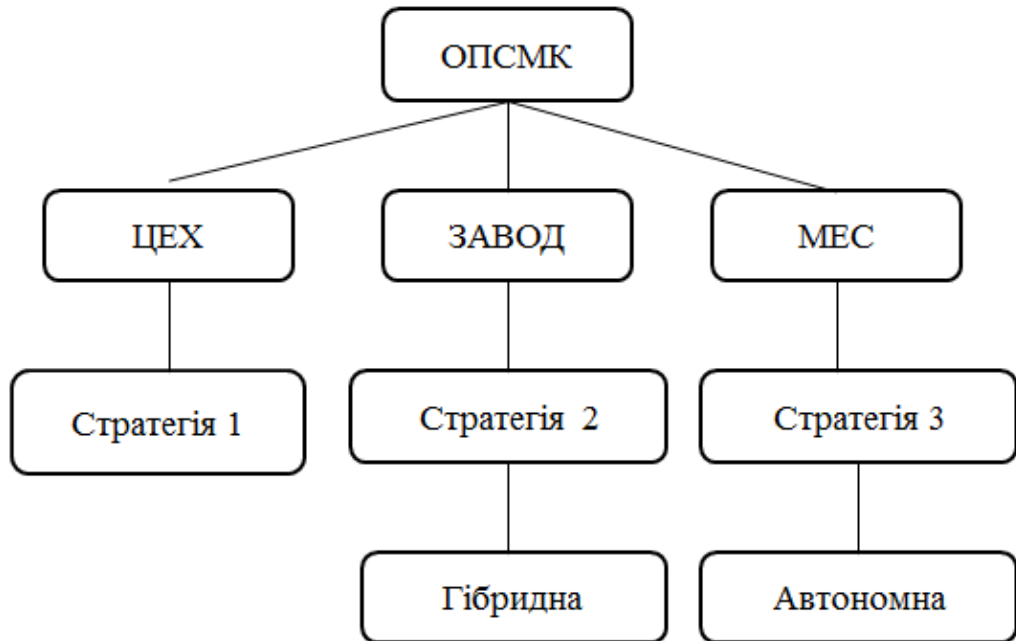 ОПСМК
ЦЕХ
ЗАВОД
МЕС
Стратегія 1
Стратегія 2
Стратегія 3
Гібридна
Автономна